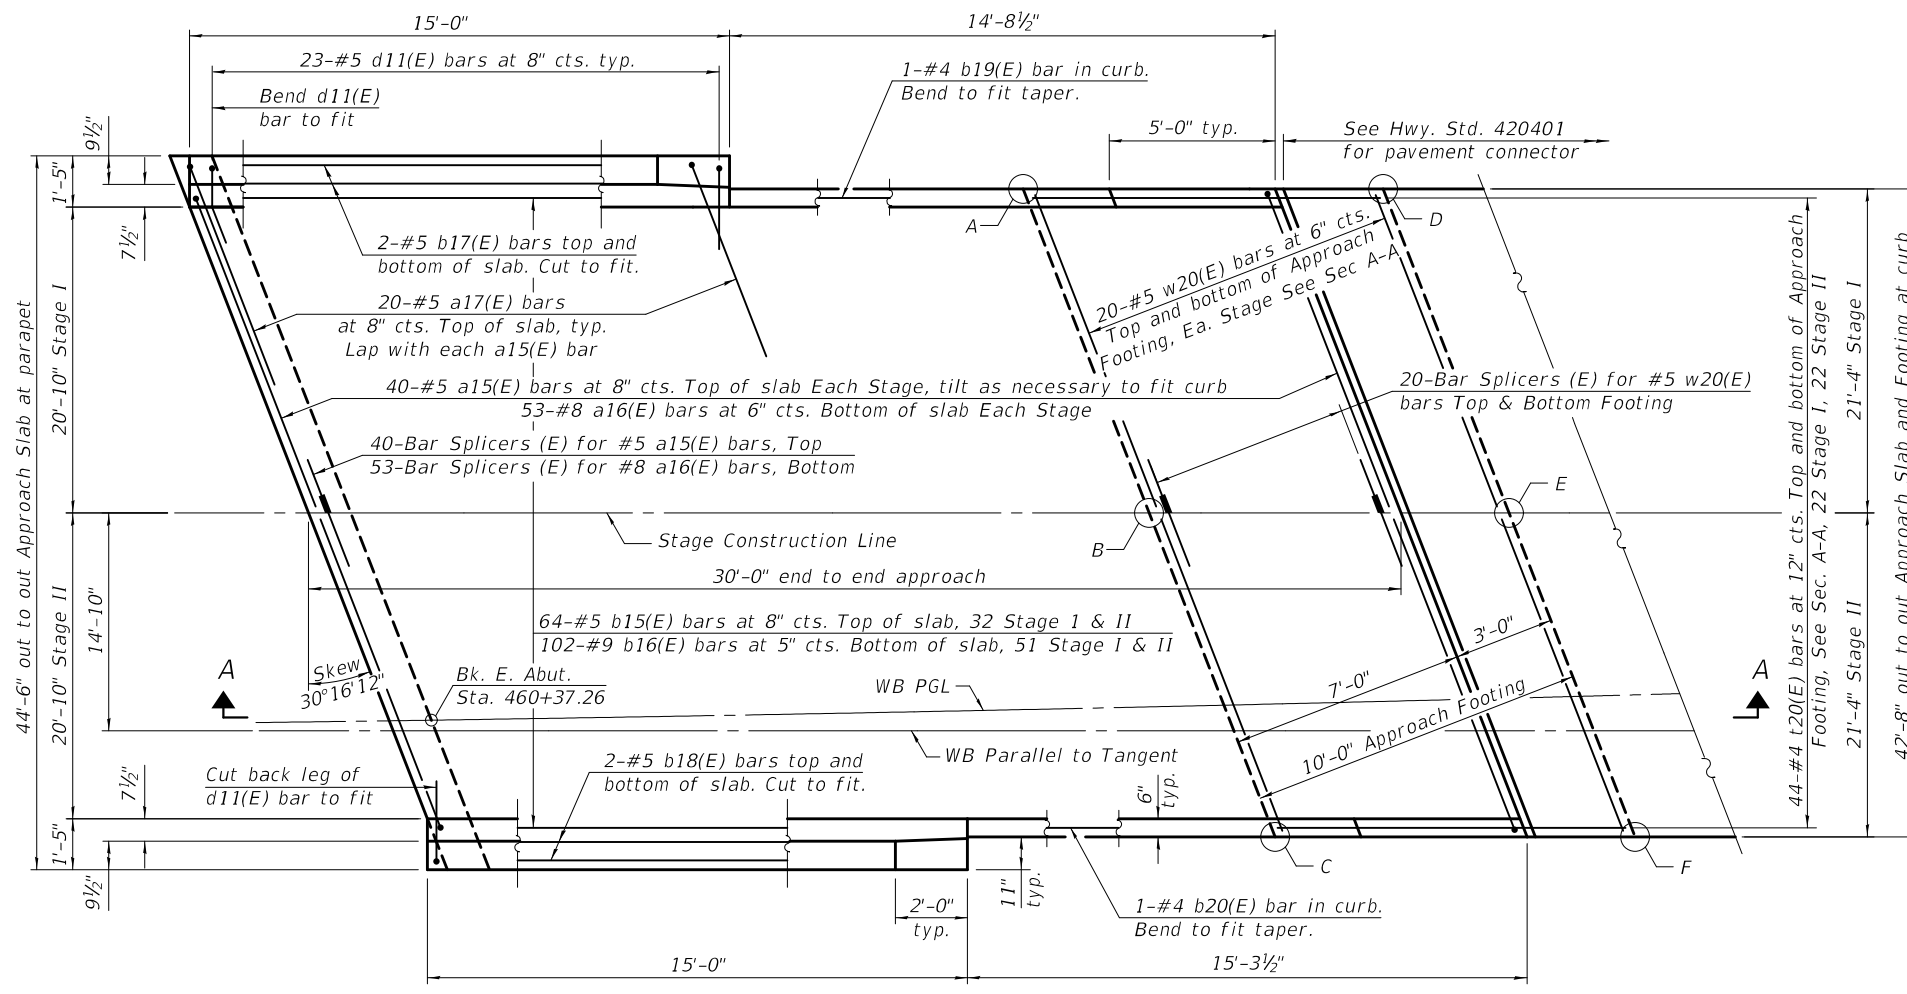 15'-0"
14'-8½"
23-#5 d11(E) bars at 8" cts. typ.
1-#4 b19(E) bar in curb.
Bend to fit taper.
Bend d11(E)
bar to fit
5'-0" typ.
See Hwy. Std. 420401
for pavement connector
9½"
1'-5"
7½"
A
D
2-#5 b17(E) bars top and
bottom of slab. Cut to fit.
20-#5 w20(E) bars at 6" cts.
Top and bottom of Approach
Footing, Ea. Stage See Sec A-A
20-#5 a17(E) bars
at 8" cts. Top of slab, typ.
Lap with each a15(E) bar
40-#5 a15(E) bars at 8" cts. Top of slab Each Stage, tilt as necessary to fit curb
53-#8 a16(E) bars at 6" cts. Bottom of slab Each Stage
20-Bar Splicers (E) for #5 w20(E)
bars Top & Bottom Footing
40-Bar Splicers (E) for #5 a15(E) bars, Top
53-Bar Splicers (E) for #8 a16(E) bars, Bottom
44'-6" out to out Approach Slab at parapet
20'-10" Stage I
20'-10" Stage II
14'-10"
E
B
Stage Construction Line
30'-0" end to end approach
64-#5 b15(E) bars at 8" cts. Top of slab, 32 Stage 1 & II
102-#9 b16(E) bars at 5" cts. Bottom of slab, 51 Stage I & II
44-#4 t20(E) bars at 12" cts. Top and bottom of Approach
Footing, See Sec. A-A, 22 Stage I, 22 Stage II
21'-4" Stage I
21'-4" Stage II
42'-8" out to out Approach Slab and Footing at curb
Skew
30°16'12"
A
Bk. E. Abut.
Sta. 460+37.26
WB PGL
3'-0"
7'-0"
10'-0" Approach Footing
A
WB Parallel to Tangent
Cut back leg of
d11(E) bar to fit
2-#5 b18(E) bars top and
bottom of slab. Cut to fit.
7½"
1'-5"
9½"
6"
typ.
11"
typ.
C
F
2'-0"
typ.
1-#4 b20(E) bar in curb.
Bend to fit taper.
15'-0"
15'-3½"